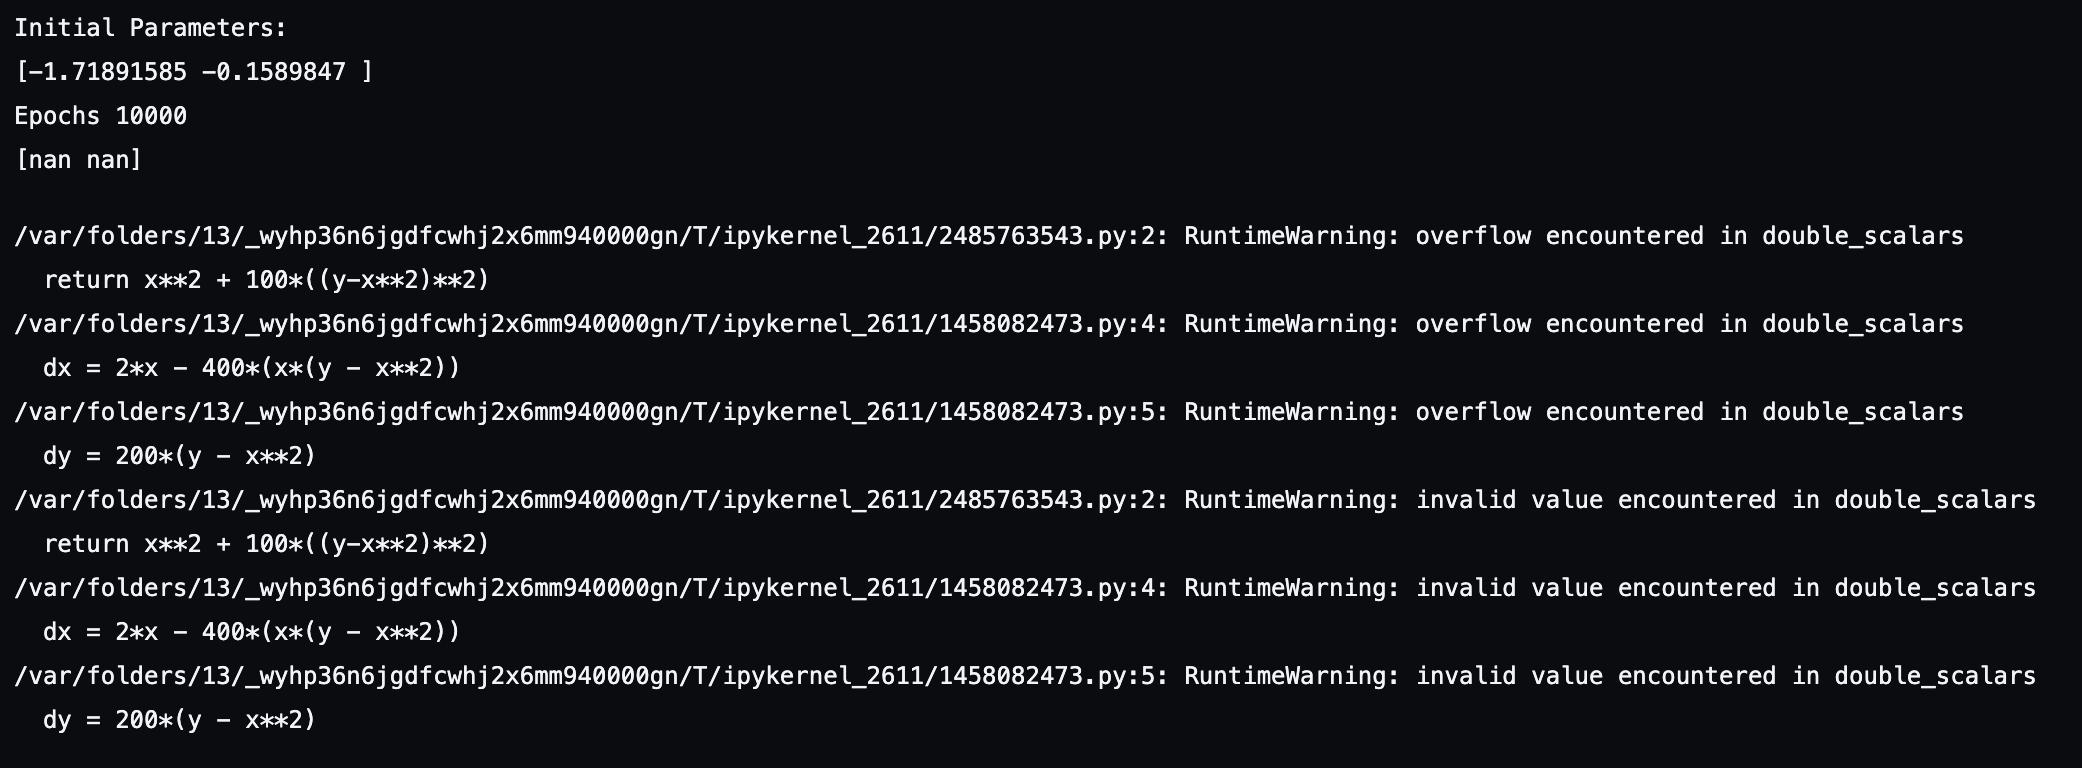 Initial Parameters:
[-1.71891585 -0.1589847 ]
Epochs 10000
[nan nan]
/var/folders/13/_wyhp36n6jgdfcwhj2x6mm940000gn/T/ipykernel_2611/2485763543.py:2: RuntimeWarning: overflow encountered in double_scalars
  return x**2 + 100*((y-x**2)**2)
/var/folders/13/_wyhp36n6jgdfcwhj2x6mm940000gn/T/ipykernel_2611/1458082473.py:4: RuntimeWarning: overflow encountered in double_scalars
  dx = 2*x - 400*(x*(y - x**2))
/var/folders/13/_wyhp36n6jgdfcwhj2x6mm940000gn/T/ipykernel_2611/1458082473.py:5: RuntimeWarning: overflow encountered in double_scalars
  dy = 200*(y - x**2)
/var/folders/13/_wyhp36n6jgdfcwhj2x6mm940000gn/T/ipykernel_2611/2485763543.py:2: RuntimeWarning: invalid value encountered in double_scalars
  return x**2 + 100*((y-x**2)**2)
/var/folders/13/_wyhp36n6jgdfcwhj2x6mm940000gn/T/ipykernel_2611/1458082473.py:4: RuntimeWarning: invalid value encountered in double_scalars
  dx = 2*x - 400*(x*(y - x**2))
/var/folders/13/_wyhp36n6jgdfcwhj2x6mm940000gn/T/ipykernel_2611/1458082473.py:5: RuntimeWarning: invalid value encountered in double_scalars
  dy = 200*(y - x**2)